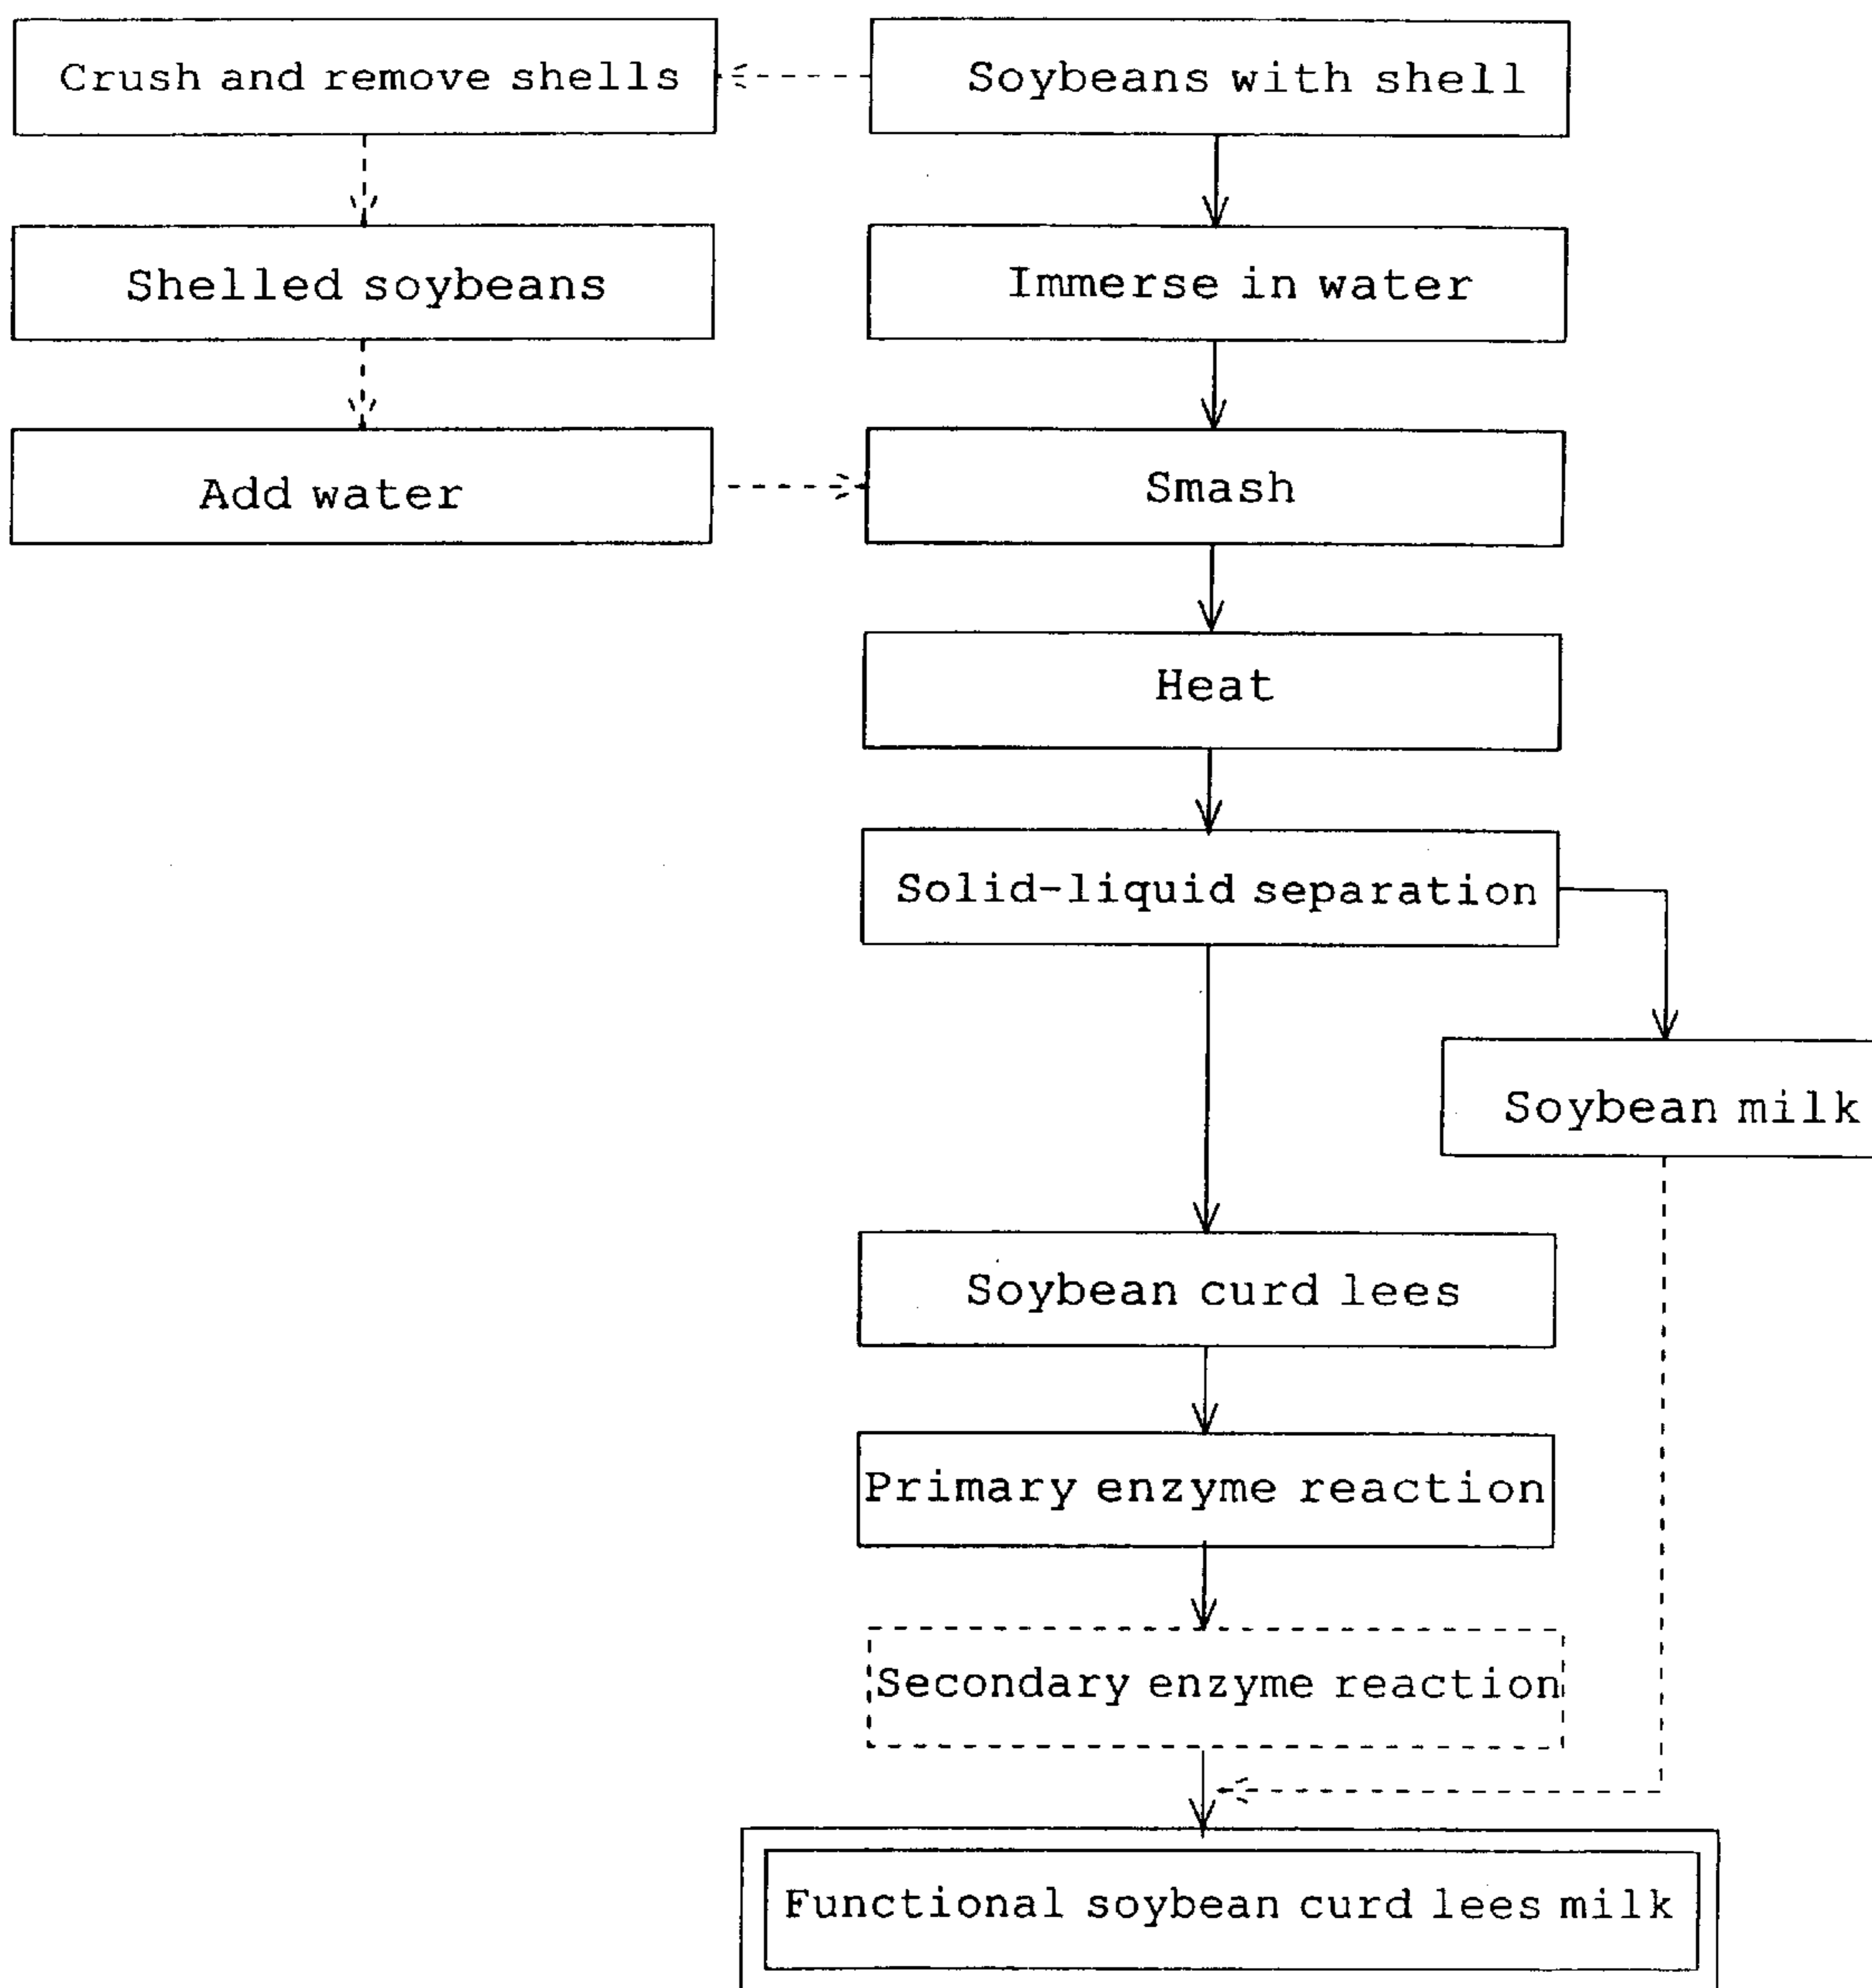 Crush and remove shells
Soybeans with shell
Shelled soybeans
Immerse in water
Add water
Smash
Heat
Solid-liquid separation
Soybean milk
Soybean curd lees
Primary enzyme reaction
Secondary enzyme reaction
Functional soybean curd lees milk